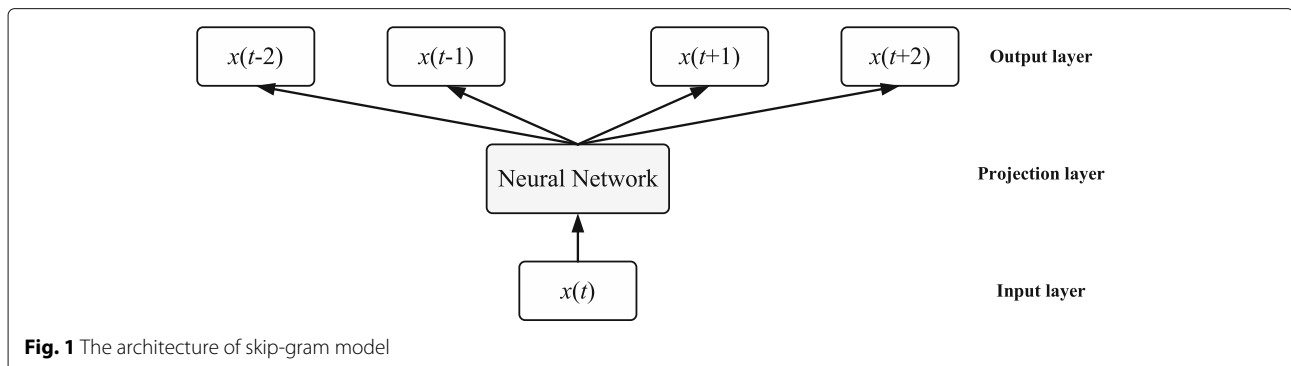 x(t-2) x(t-1) x(t+1) x(t+2) Output layer
Neural Network Projection layer
x(t) Input layer
Fig. 1 The architecture of skip-gram model